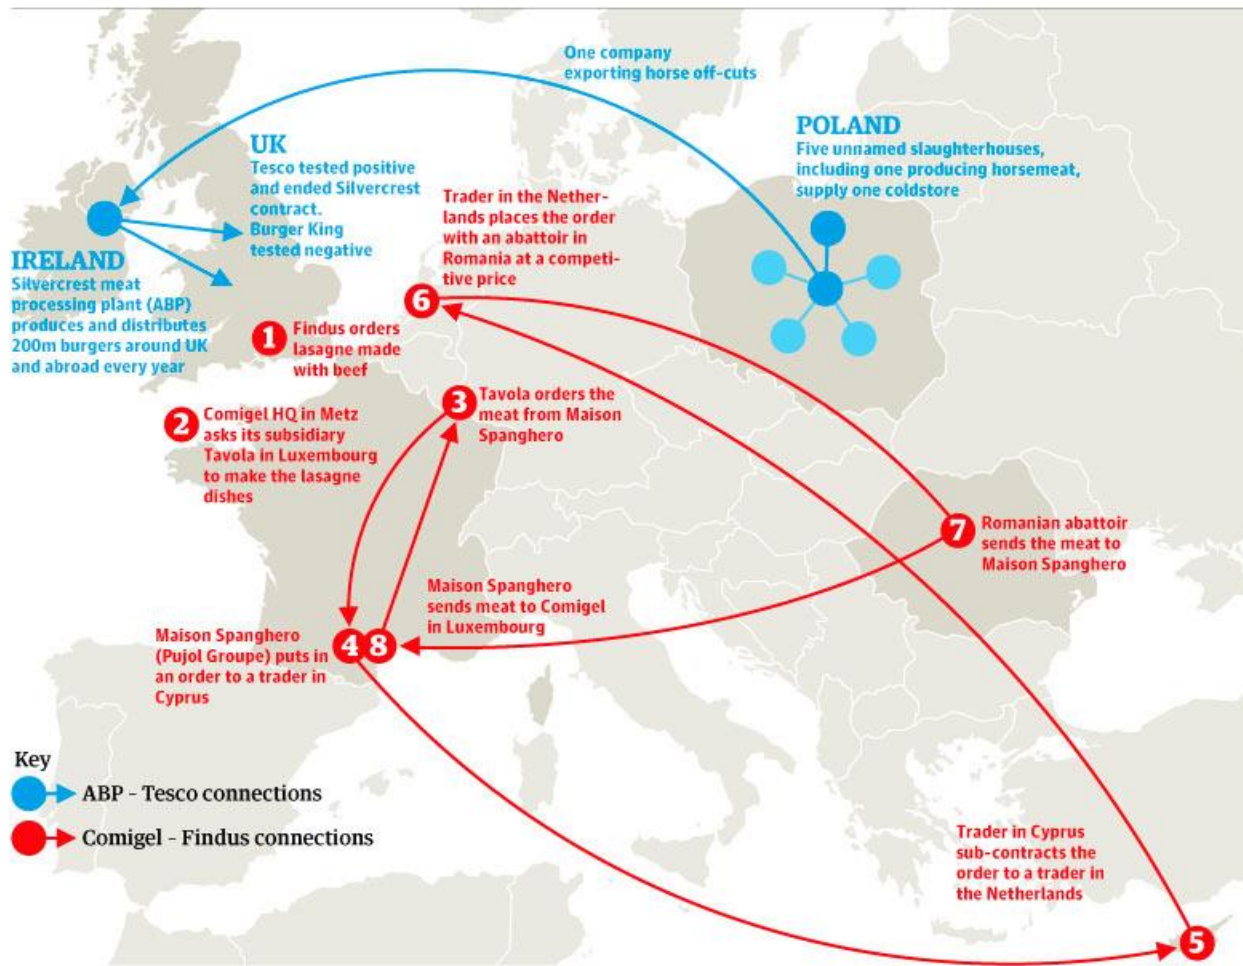 One company
exporting horse off-cuts
POLAND
Five unnamed slaughterhouses,
including one producing horsemeat,
supply one coldstore
UK
Tesco tested positive
and ended Silvercrest
contract.
Burger King
tested negative
IRELAND
Silvercrest meat
processing plant (ABP)
produces and distributes
200m burgers around UK
and abroad every year
Trader in the Nether-
lands places the order
with an abattoir in
Romania at a competi-
tive price
6
1
Findus orders
lasagne made
with beef
2
Comigel HQ in Metz
asks its subsidiary
Tavola in Luxembourg
to make the lasagne
dishes
3
Tavola orders the
meat from Maison
Spanghero
7
Romanian abattoir
sends the meat to
Maison Spanghero
Maison Spanghero
sends meat to Comigel
in Luxembourg
4 8
Maison Spanghero
(Pujol Groupe) puts in
an order to a trader in
Cyprus
Key
ABP - Tesco connections
Comigel - Findus connections
Trader in Cyprus
sub-contracts the
order to a trader in
the Netherlands
5